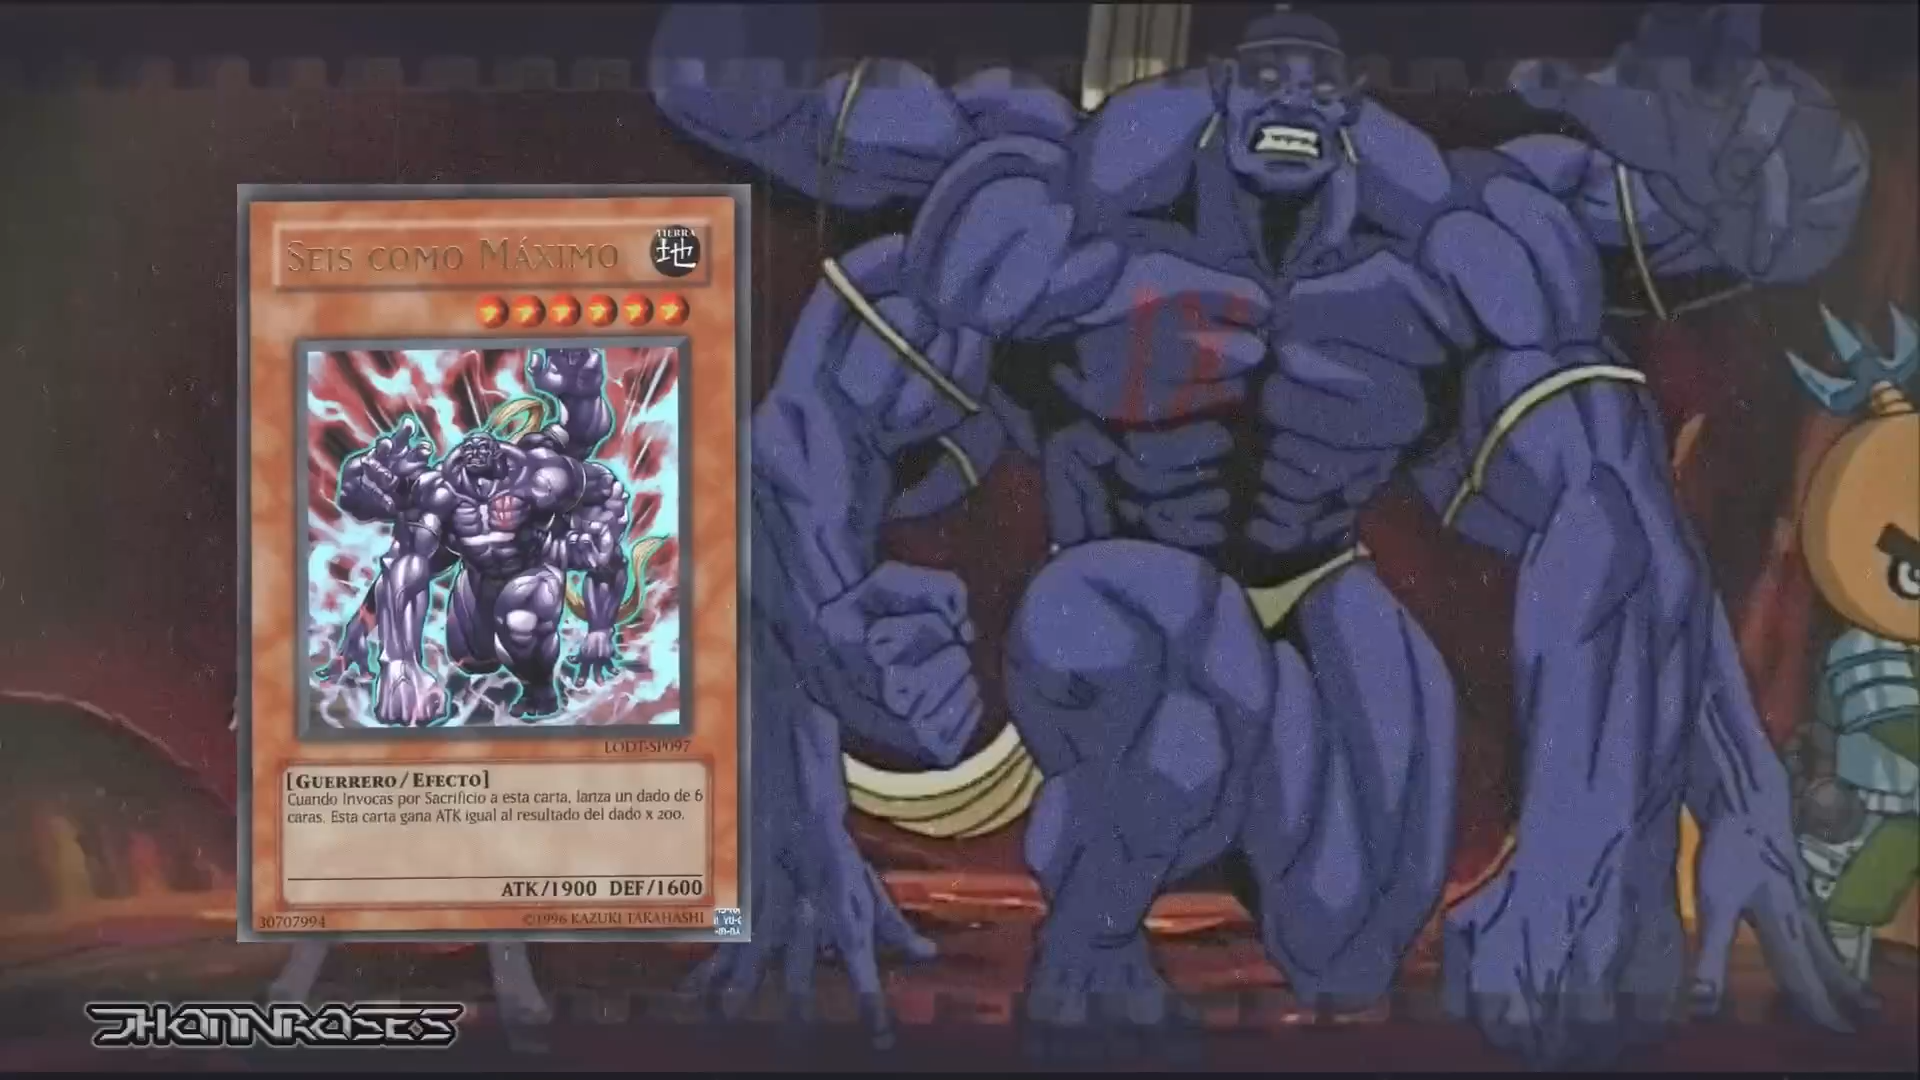 SEIS COMO MÁXIMO
TIERRA
地
LODT-SP097
[GUERRERO/EFECTO]
Cuando Invocas por Sacrificio a esta carta, lanza un dado de 6
caras. Esta carta gana ATK igual al resultado del dado x 200.
ATK/1900 DEF/1600
30707994
©1996 KAZUKI TAKAHASHI
JHONNROSES